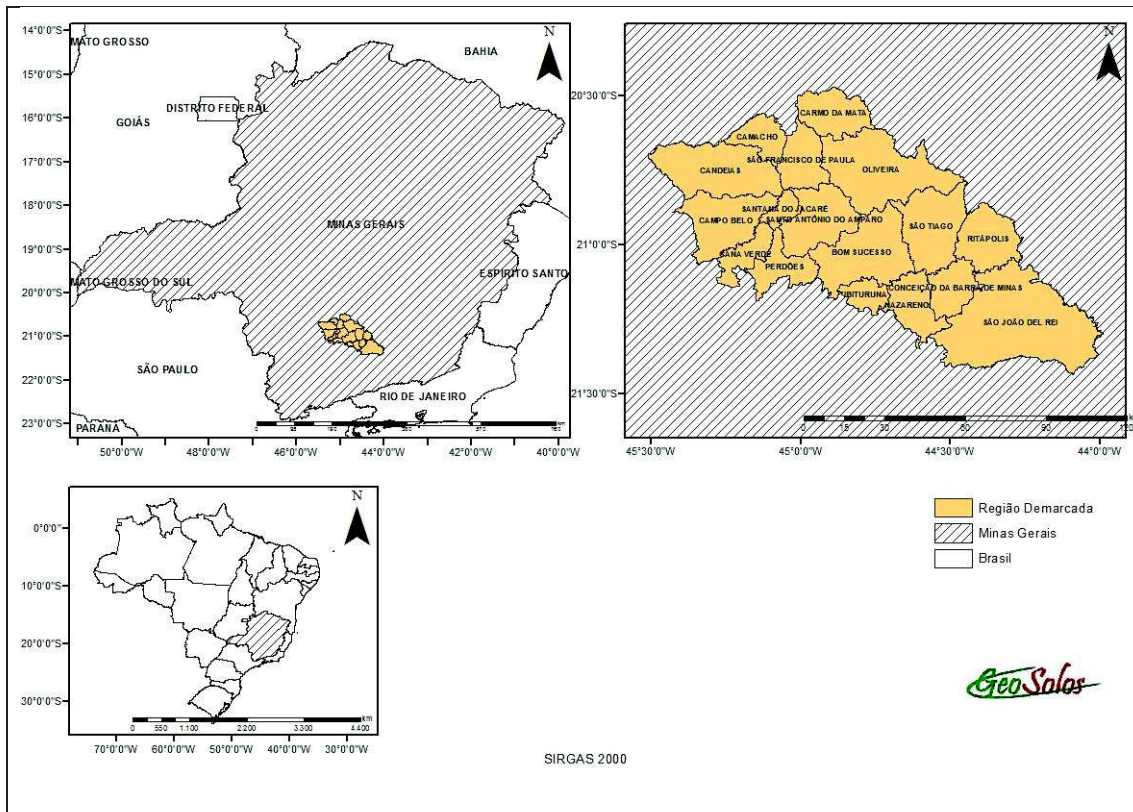 14°0'0"S
15°0'0"S
16°0'0"S
17°0'0"S
18°0'0"S
19°0'0"S
20°0'0"S
21°0'0"S
22°0'0"S
23°0'0"S
N
MATO GROSSO
BAHIA
DISTRITO FEDERAL
GOIÁS
MINAS GERAIS
ESPIRITO SANTO
MATO GROSSO DO SUL
SÃO PAULO
RIO DE JANEIRO
PARANÁ
0
95
190
km
50°0'0"W
48°0'0"W
46°0'0"W
44°0'0"W
42°0'0"W
40°0'0"W
N
20°30'0"S
21°0'0"S
21°30'0"S
CARMO DA MATA
CAMACHO
SÃO FRANCISCO DE PAULA
CANDEIAS
OLIVEIRA
SANTANA DO JACARÉ
CAMPO BELO
SANTO ANTÔNIO DO AMPARO
SÃO TIAGO
RITÁPOLIS
BOM SUCESSO
CANA VERDE
PERDÕES
IBITURUNA
CONCEIÇÃO DA BARRA DE MINAS
NAZARENO
SÃO JOÃO DEL REI
0 15 30 60 90 120
45°30'0"W
45°0'0"W
44°30'0"W
44°0'0"W
N
0°0'0"
10°0'0"S
20°0'0"S
30°0'0"S
km
0 550 1.100 2.200 3.300 4.400
70°0'0"W
60°0'0"W
50°0'0"W
40°0'0"W
30°0'0"W
Região Demarcada
Minas Gerais
Brasil
GeoSolos
SIRGAS 2000